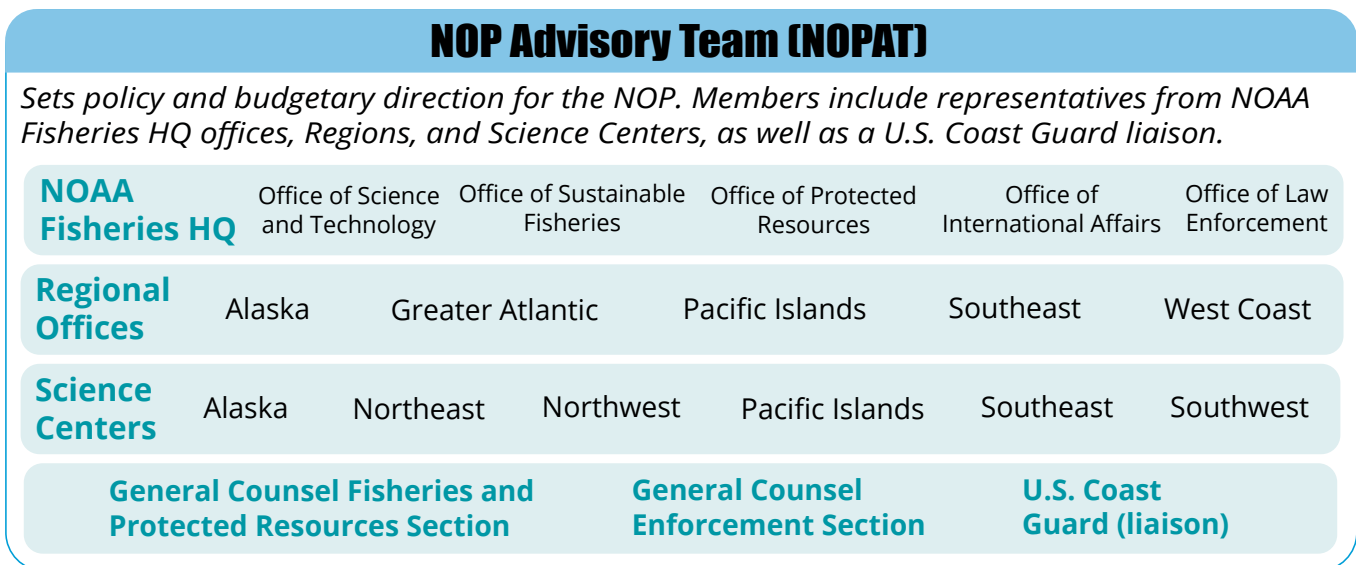 NOP Advisory Team (NOPAT)
Sets policy and budgetary direction for the NOP. Members include representatives from NOAA
Fisheries HQ offices, Regions, and Science Centers, as well as a U.S. Coast Guard liaison.
NOAA
Fisheries HQ
Office of Science
and Technology
Office of Sustainable
Fisheries
Office of Protected
Resources
Office of
International Affairs
Office of Law
Enforcement
Regional
Offices
Alaska
Greater Atlantic
Pacific Islands
Southeast
West Coast
Science
Centers
Alaska
Northeast
Northwest
Pacific Islands
Southeast
Southwest
General Counsel Fisheries and
Protected Resources Section
General Counsel
Enforcement Section
U.S. Coast
Guard (liaison)